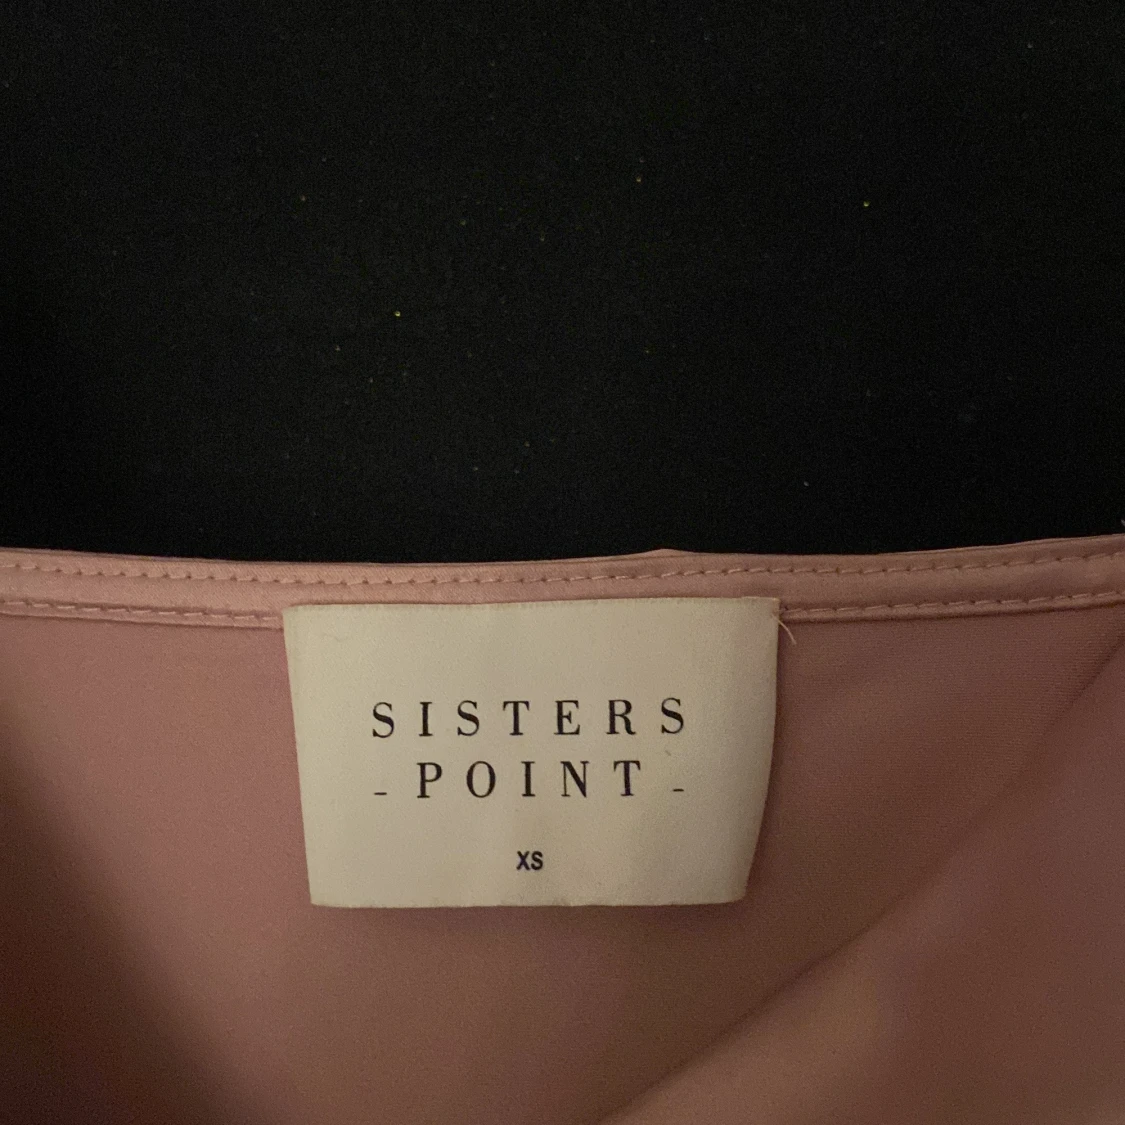 SISTERS
- POINT -
XS